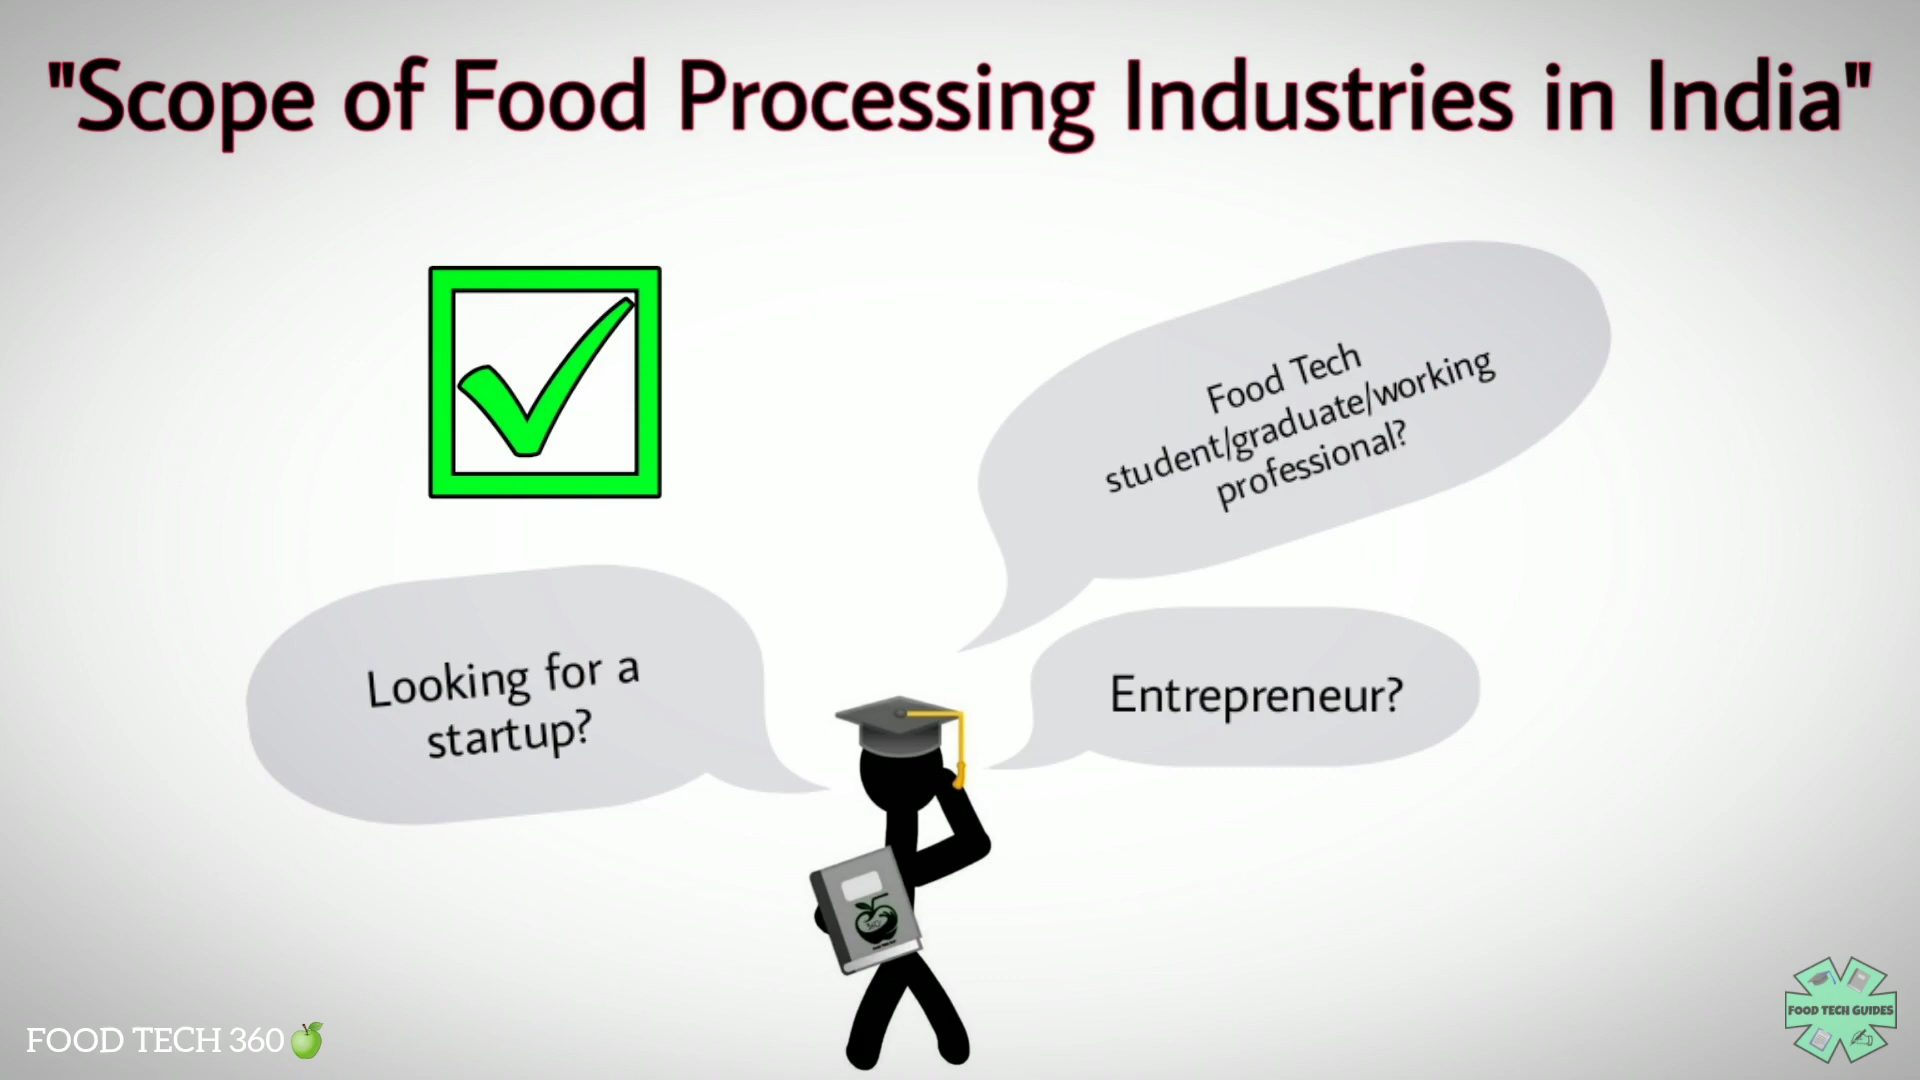 "Scope of Food Processing Industries in India"
Food Tech
student/graduate/working
professional?
Looking for a
startup?
Entrepreneur?
FOOD TECH 360
FOOD TECH GUIDES